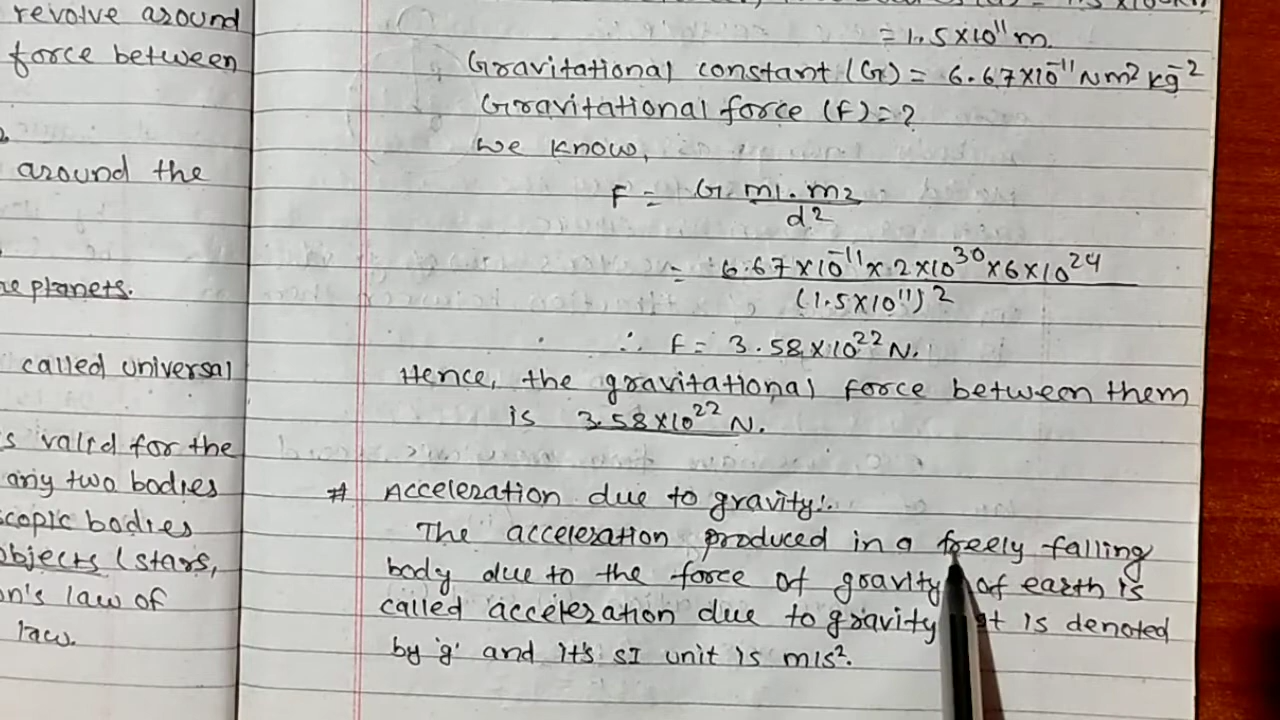 revolve around
force between
around the
planets.
called universal
valid for the
any two bodies
scopic bodies
objects (stars,
law of
law.
= 1.5×10¹¹ m.
Gravitational constant (G) = 6.67×10⁻¹¹ Nm² kg⁻²
Gravitational force (F) = ?
we know,
F = G m1. m2
d²
= 6.67×10⁻¹¹ × 2×10³⁰ × 6×10²⁴
(1.5×10¹¹)²
∴ F = 3.58×10²² N.
Hence, the gravitational force between them
is 3.58×10²² N.
# Acceleration due to gravity:.
The acceleration produced in a freely falling
body due to the force of gravity of earth is
called acceleration due to gravity It is denoted
by 'g' and it's SI unit is m/s².